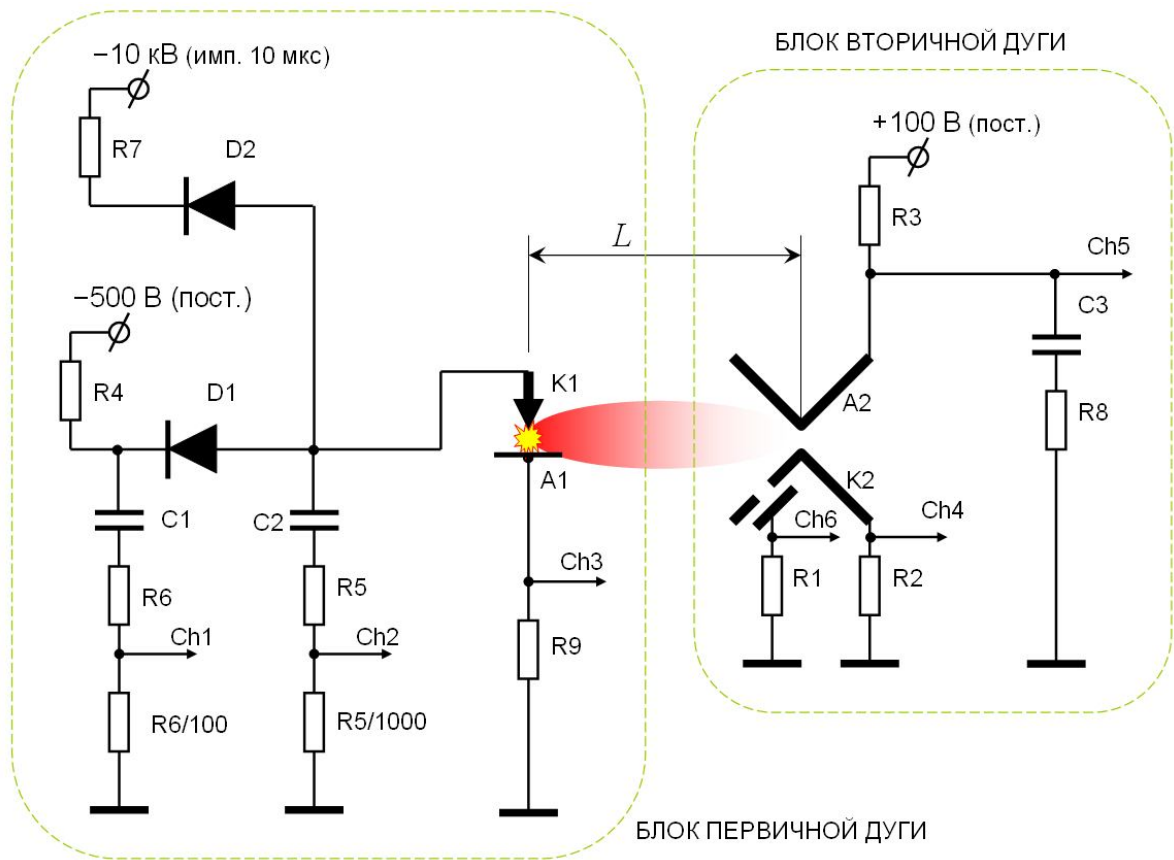 −10 кВ (имп. 10 мкс)
R7
D2
−500 В (пост.)
R4
D1
C1
C2
R6
R5
Ch1
Ch2
R6/100
R5/1000
K1
A1
Ch3
R9
L
БЛОК ПЕРВИЧНОЙ ДУГИ
БЛОК ВТОРИЧНОЙ ДУГИ
+100 В (пост.)
R3
Ch5
C3
A2
R8
K2
Ch6
Ch4
R1
R2